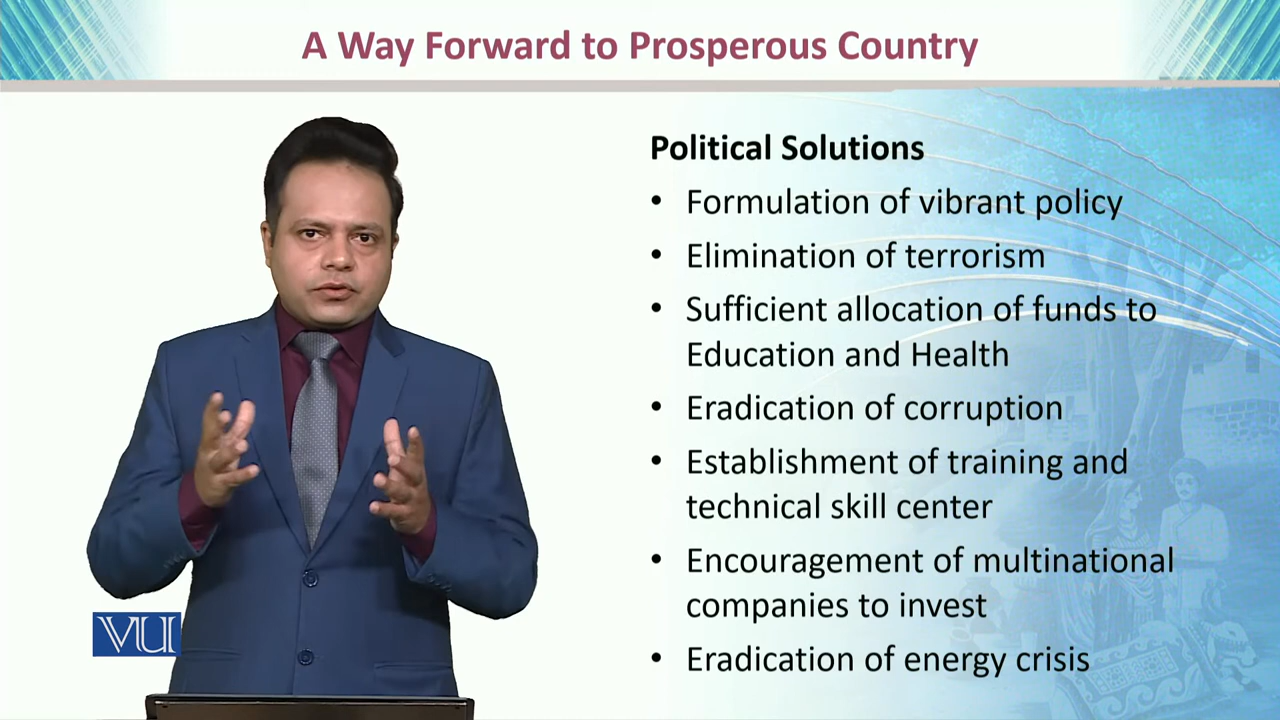 A Way Forward to Prosperous Country
Political Solutions
• Formulation of vibrant policy
• Elimination of terrorism
• Sufficient allocation of funds to
Education and Health
• Eradication of corruption
• Establishment of training and
technical skill center
• Encouragement of multinational
companies to invest
• Eradication of energy crisis
VU